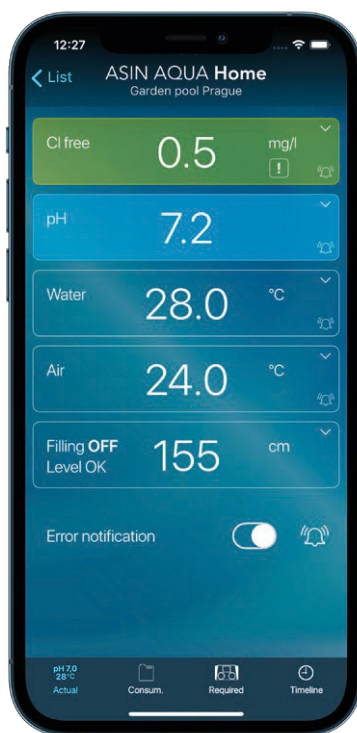 12:27
List
ASIN AQUA Home
Garden pool Prague
Cl free 0.5 mg/l
!
pH 7.2
Water 28.0 °C
Air 24.0 °C
Filling OFF
Level OK
155 cm
Error notification
pH 7,0
28°C
Actual Consum. Required Timeline